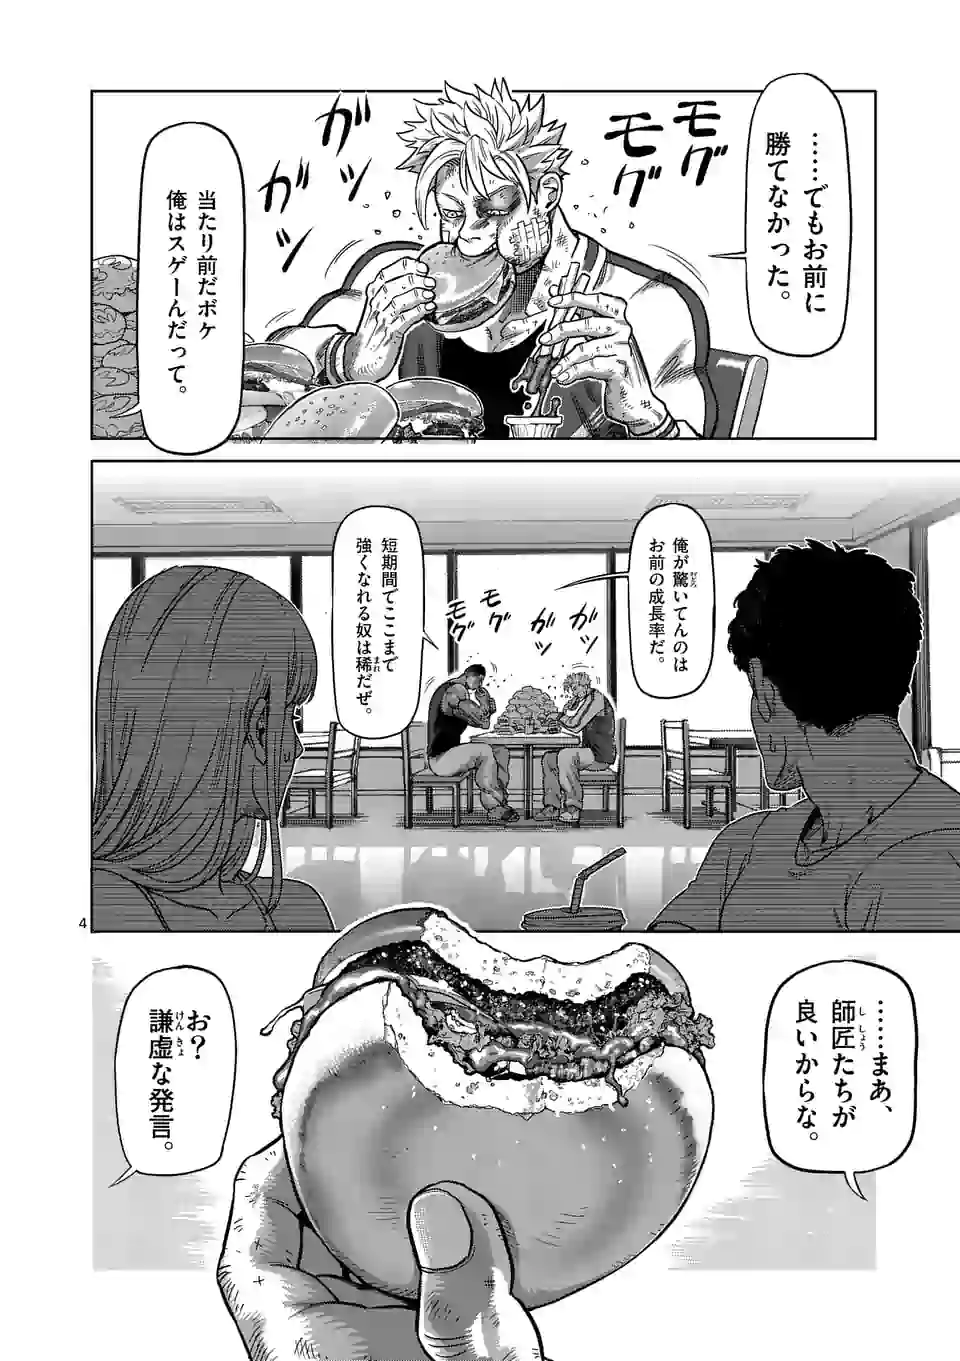 ……でもお前に
勝てなかった。
モグ
モグ
ガッ
ガッ
当たり前だボケ
俺はスゲーんだって。
俺が驚いてんのは
お前の成長率だ。
ガッ
ガッ
モグ
モグ
短期間でここまで
強くなれる奴は稀だぜ。
4
……まあ、
師匠たちが
良いからな。
お？
謙虚な発言。